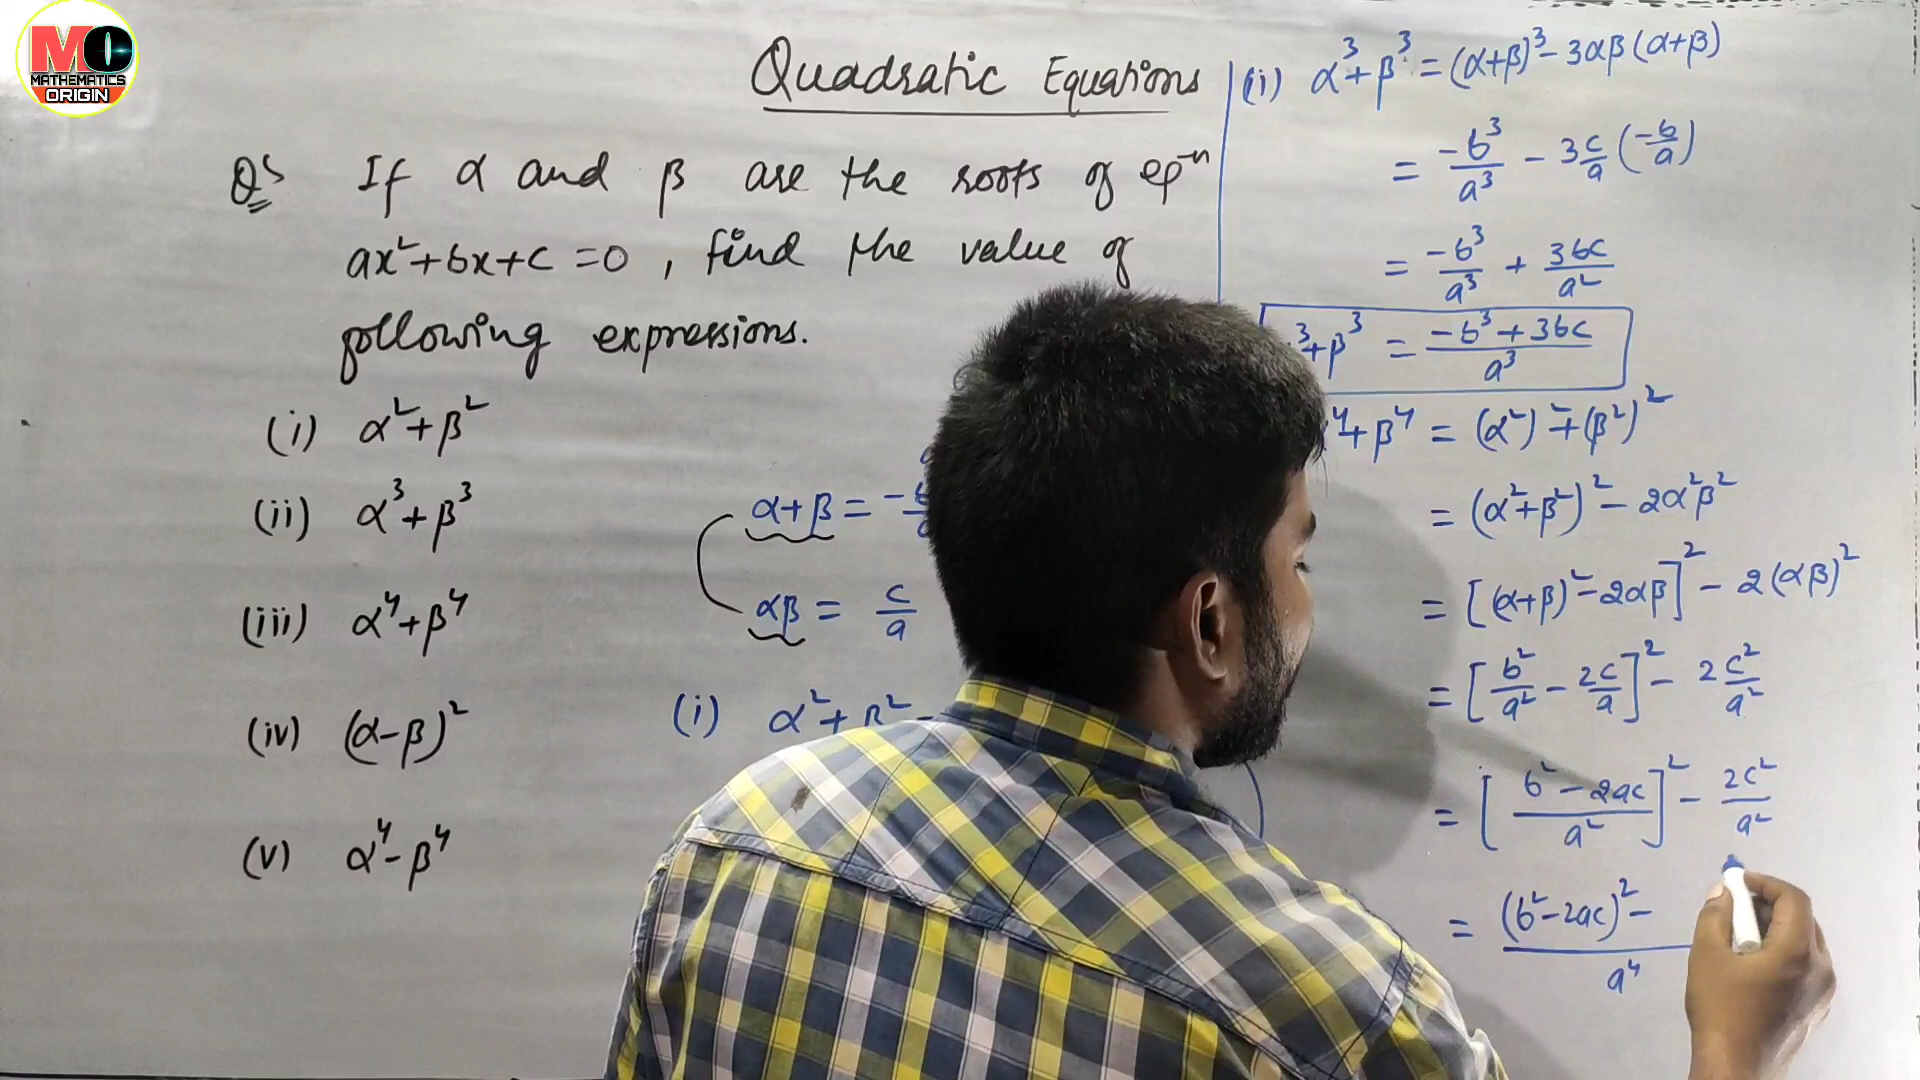 MO
MATHEMATICS
ORIGIN
Quadratic Equations
Qs If α and β are the roots of eqⁿ
ax²+bx+c=0, find the value of
following expressions.
(i) α²+β²
(ii) α³+β³
(iii) α⁴+β⁴
(iv) (α-β)²
(v) α⁴-β⁴
α+β = -
αβ = c/a
(i) α²+β²
(i) α³+β³ = (α+β)³-3αβ(α+β)
= -b³/a³ - 3c/a(-b/a)
= -b³/a³ + 3bc/a²
³+β³ = (-b³+3bc)/a³
⁴+β⁴ = (α²)²+(β²)²
= (α²+β²)²-2α²β²
= [(α+β)²-2αβ]²-2(αβ)²
= [b²/a² - 2c/a]² - 2c²/a²
= [(b²-2ac)/a²]² - 2c²/a²
= ((b²-2ac)²-)/a⁴